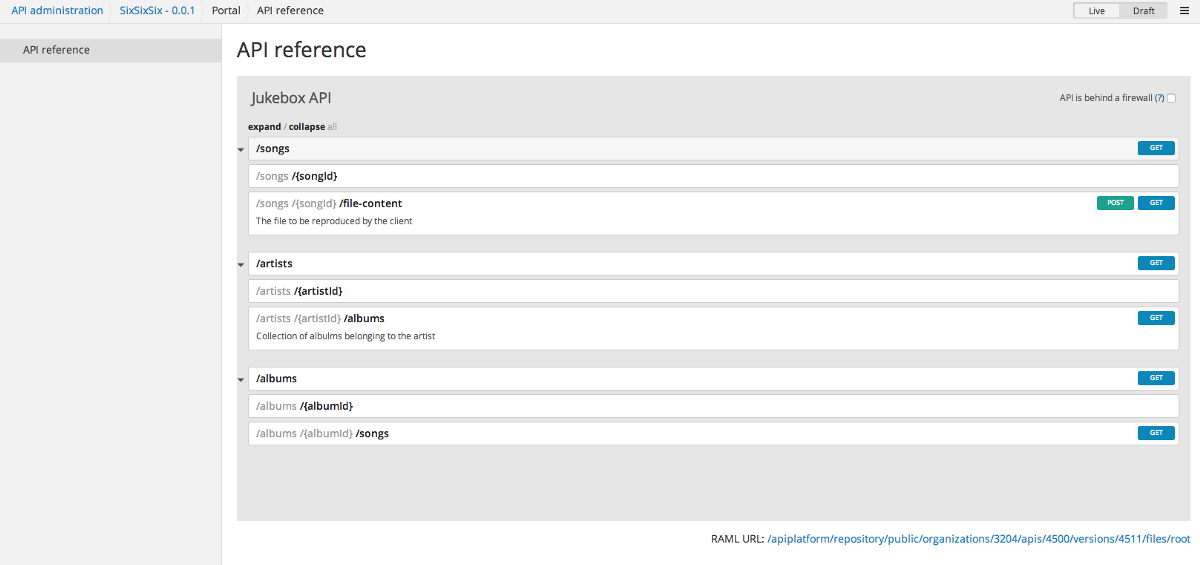 API administration SixSixSix - 0.0.1 Portal API reference Live Draft
API reference
API reference
Jukebox API API is behind a firewall (?)
expand / collapse all
/songs GET
/songs /{songId}
/songs /{songId} /file-content POST GET
The file to be reproduced by the client
/artists GET
/artists /{artistId}
/artists /{artistId} /albums GET
Collection of albulms belonging to the artist
/albums GET
/albums /{albumId}
/albums /{albumId} /songs GET
RAML URL: /apiplatform/repository/public/organizations/3204/apis/4500/versions/4511/files/root